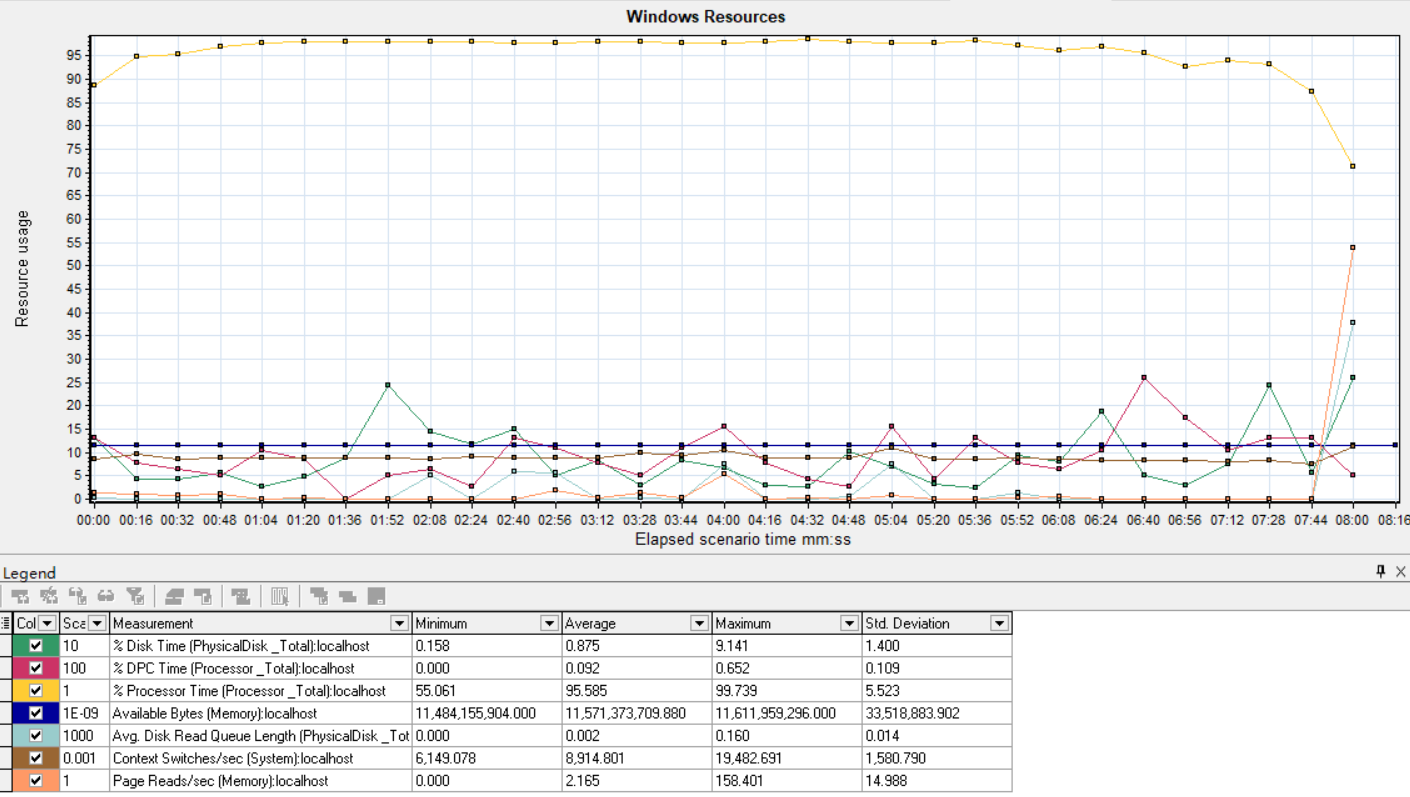 Windows Resources
95
90
85
80
75
70
65
60
55
50
45
40
35
30
25
20
15
10
5
0
Resource usage
00:00 00:16 00:32 00:48 01:04 01:20 01:36 01:52 02:08 02:24 02:40 02:56 03:12 03:28 03:44 04:00 04:16 04:32 04:48 05:04 05:20 05:36 05:52 06:08 06:24 06:40 06:56 07:12 07:28 07:44 08:00 08:16
Elapsed scenario time mm:ss
Legend
Col Sca Measurement Minimum Average Maximum Std. Deviation
10 % Disk Time (PhysicalDisk _Total):localhost 0.158 0.875 9.141 1.400
100 % DPC Time (Processor _Total):localhost 0.000 0.092 0.652 0.109
1 % Processor Time (Processor _Total):localhost 55.061 95.585 99.739 5.523
1E-09 Available Bytes (Memory):localhost 11,484,155,904.000 11,571,373,709.880 11,611,959,296.000 33,518,883.902
1000 Avg. Disk Read Queue Length (PhysicalDisk _Tot 0.000 0.002 0.160 0.014
0.001 Context Switches/sec (System):localhost 6,149.078 8,914.801 19,482.691 1,580.790
1 Page Reads/sec (Memory):localhost 0.000 2.165 158.401 14.988